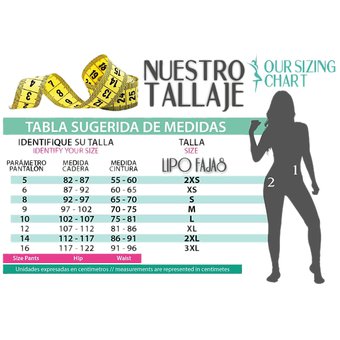 NUESTRO TALLAJE
OUR SIZING CHART
TABLA SUGERIDA DE MEDIDAS
IDENTIFIQUE SU TALLA
IDENTIFY YOUR SIZE
TALLA
SIZE
PARÁMETRO PANTALÓN MEDIDA CADERA MEDIDA CINTURA LIPO FAJAS
5 82 - 87 55 - 60 2XS
6 87 - 92 60 - 65 XS
8 92 - 97 65 - 70 S
9 97 - 102 70 - 75 M
10 102 - 107 75 - 81 L
12 107 - 112 81 - 86 XL
14 112 - 117 86 - 91 2XL
16 117 - 122 91 - 96 3XL
Size Pants Hip Waist
Unidades expresadas en centimetros // measurements are represented in centimetes
1
2